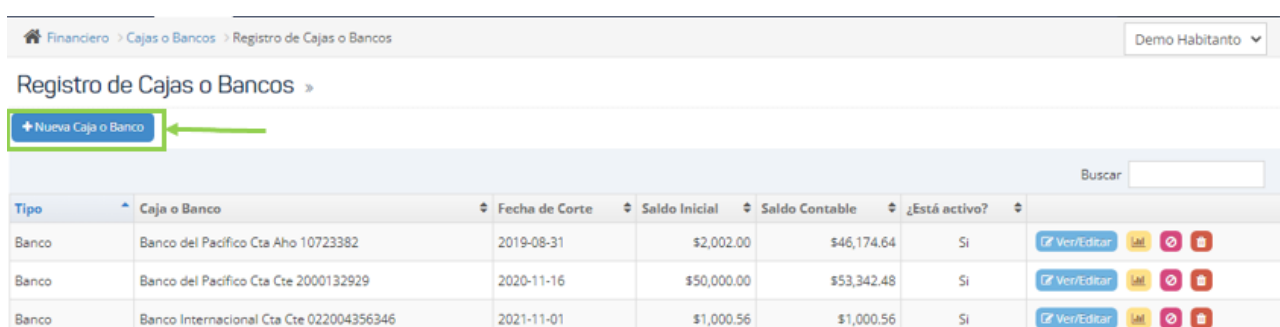 Financiero > Cajas o Bancos > Registro de Cajas o Bancos Demo Habitanto
Registro de Cajas o Bancos »
+ Nueva Caja o Banco
Buscar
Tipo Caja o Banco Fecha de Corte Saldo Inicial Saldo Contable ¿Está activo?
Banco Banco del Pacífico Cta Aho 10723382 2019-08-31 $2,002.00 $46,174.64 Si Ver/Editar
Banco Banco del Pacífico Cta Cte 2000132929 2020-11-16 $50,000.00 $53,342.48 Si Ver/Editar
Banco Banco Internacional Cta Cte 022004356346 2021-11-01 $1,000.56 $1,000.56 Si Ver/Editar